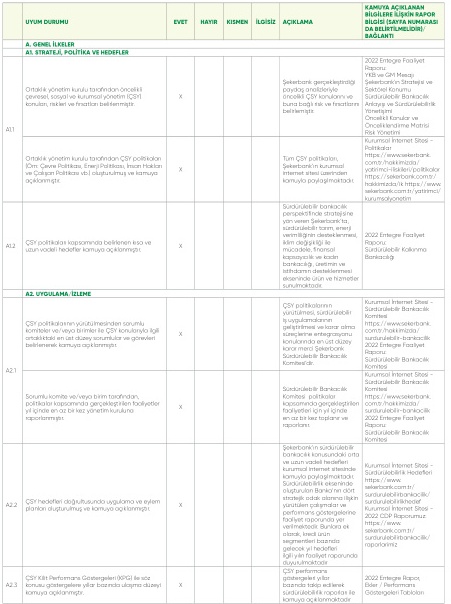 UYUM DURUMU
EVET
HAYIR
KISMEN
İLGİSİZ
AÇIKLAMA
KAMUYA AÇIKLANAN
BİLGİLERE İLİŞKİN RAPOR
BİLGİSİ (SAYFA NUMARASI
DA BELİRTİLMELİDİR)/
BAĞLANTI
A. GENEL İLKELER
A1. STRATEJİ, POLİTİKA VE HEDEFLER
A1.1
Ortaklık yönetim kurulu tarafından öncelikli
çevresel, sosyal ve kurumsal yönetim (ÇSY)
konuları, riskleri ve fırsatları belirlenmiştir.
X
Şekerbank gerçekleştirdiği
paydaş analizleriyle
öncelikli ÇSY konularını ve
buna bağlı risk ve fırsatlarını
belirlemiştir.
2022 Entegre Faaliyet
Raporu:
YKB ve GM Mesajı
Şekerbank'ın Stratejisi ve
Sektörel Konumu
Sürdürülebilir Bankacılık
Anlayışı ve Sürdürülebilirlik
Yönetişimi
Öncelikli Konular ve
Önceliklendirme Matrisi
Risk Yönetimi
Ortaklık yönetim kurulu tarafından ÇSY politikaları
(Örn: Çevre Politikası, Enerji Politikası, İnsan Hakları
ve Çalışan Politikası vb.) oluşturulmuş ve kamuya
açıklanmıştır.
X
Tüm ÇSY politikaları,
Şekerbank'ın kurumsal
internet sitesi üzerinden
kamuyla paylaşılmaktadır.
Kurumsal İnternet Sitesi -
Politikalar
https://www.sekerbank.
com.tr/hakkimizda/
yatirimci-iliskileri/politikalar
https://sekerbank.com.tr/
hakkimizda/ik https://www.
sekerbank.com.tr/yatirimci/
kurumsalyonetim
A1.2
ÇSY politikaları kapsamında belirlenen kısa ve
uzun vadeli hedefler kamuya açıklanmıştır.
X
Sürdürülebilir bankacılık
perspektifinde stratejisine
yön veren Şekerbank'ta,
sürdürülebilir tarım, enerji
verimliliğinin desteklenmesi,
iklim değişikliği ile
mücadele, finansal
kapsayıcılık ve kadın
bankacılığı, üretimin ve
istihdamın desteklenmesi
ekseninde ürün ve hizmetler
sunulmaktadır.
2022 Entegre Faaliyet
Raporu:
Sürdürülebilir Kalkınma
Bankacılığı
A2. UYGULAMA/İZLEME
A2.1
ÇSY politikalarının yürütülmesinden sorumlu
komiteler ve/veya birimler ile ÇSY konularıyla ilgili
ortaklıktaki en üst düzey sorumlular ve görevleri
belirlenerek kamuya açıklanmıştır.
X
ÇSY politikalarının
yürütülmesi, sürdürülebilir
iş uygulamalarının
geliştirilmesi ve karar alma
süreçlerine entegrasyonu
konularında en üst düzey
karar mercii Şekerbank
Sürdürülebilir Bankacılık
Komitesi'dir.
Kurumsal İnternet Sitesi -
Sürdürülebilir Bankacılık
Komitesi
https://www.sekerbank.
com.tr/hakkimizda/
surdurulebilir-bankacilik
2022 Entegre Faaliyet
Raporu:
Sürdürülebilir Bankacılık
Komitesi
Sorumlu komite ve/veya birim tarafından,
politikalar kapsamında gerçekleştirilen faaliyetler
yıl içinde en az bir kez yönetim kuruluna
raporlanmıştır.
X
Sürdürülebilir Bankacılık
Komitesi politikalar
kapsamında gerçekleştirilen
faaliyetleri için yıl içinde
en az bir kez toplanır ve
raporlanır.
Kurumsal İnternet Sitesi -
Sürdürülebilir Bankacılık
Komitesi
https://www.sekerbank.
com.tr/hakkimizda/
surdurulebilir-bankacilik
2022 Entegre Faaliyet
Raporu:
Sürdürülebilir Bankacılık
Komitesi
A2.2
ÇSY hedefleri doğrultusunda uygulama ve eylem
planları oluşturulmuş ve kamuya açıklanmıştır.
X
Şekerbank'ın sürdürülebilir
bankacılık konusundaki orta
ve uzun vadeli hedefleri
kurumsal internet sitesinde
kamuyla paylaşılmaktadır.
Sürdürülebilirlik ekseninde
oluşturulan Banka'nın dört
stratejik odak alanına ilişkin
yürütülen çalışmalar ve
performans göstergelerine
faaliyet raporunda yer
verilmektedir. Bunlara ek
olarak, kredi ürün
segmentleri bazında
gelecek yıl hedefleri
ilgili yılın faaliyet raporunda
duyurulmaktadır.
Kurumsal İnternet Sitesi -
Sürdürülebilirlik Hedefleri
https://www.
sekerbank.com.tr/
surdurulebilirbankacilik/
surdurulebilirlikhedef
Kurumsal İnternet Sitesi -
2022 CDP Raporumuz
https://www.
sekerbank.com.tr/
surdurulebilirbankacilik/
raporlarimiz
A2.3
ÇSY Kilit Performans Göstergeleri (KPG) ile söz
konusu göstergelere yıllar bazında ulaşma düzeyi
kamuya açıklanmıştır.
X
ÇSY performans
göstergeleri yıllar
bazında takip edilerek
sürdürülebilirlik raporları ile
kamuya açıklanmaktadır.
2022 Entegre Rapor,
Ekler / Performans
Göstergeleri Tabloları